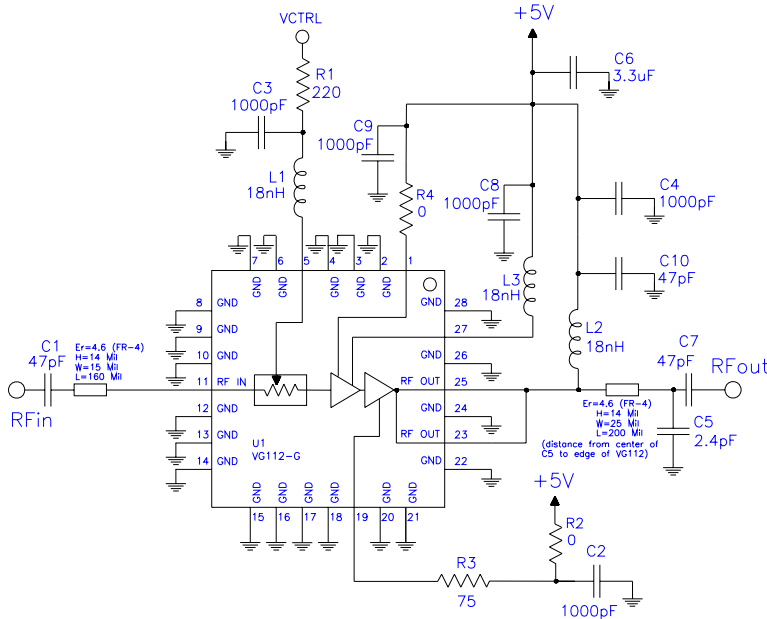 VCTRL
+5V
C6
3.3uF
C3
1000pF
R1
220
C9
1000pF
L1
18nH
R4
0
C8
1000pF
C4
1000pF
L3
18nH
C10
47pF
L2
18nH
7 6 5 4 3 2 1
GND GND GND GND GND
8 GND
GND 28
9 GND
27
10 GND
26 GND
C1
47pF
Er=4.6 (FR-4)
H=14 Mil
W=15 Mil
L=160 Mil
RFin
11 RF IN
RF OUT 25
C7
47pF
RFout
Er=4.6 (FR-4)
H=14 Mil
W=25 Mil
L=200 Mil
(distance from center of
C5 to edge of VG112)
C5
2.4pF
12 GND
GND 24
13 GND
RF OUT 23
14 GND
GND 22
U1
VG112-G
GND GND GND GND GND GND
15 16 17 18 19 20 21
+5V
R2
0
R3
75
C2
1000pF